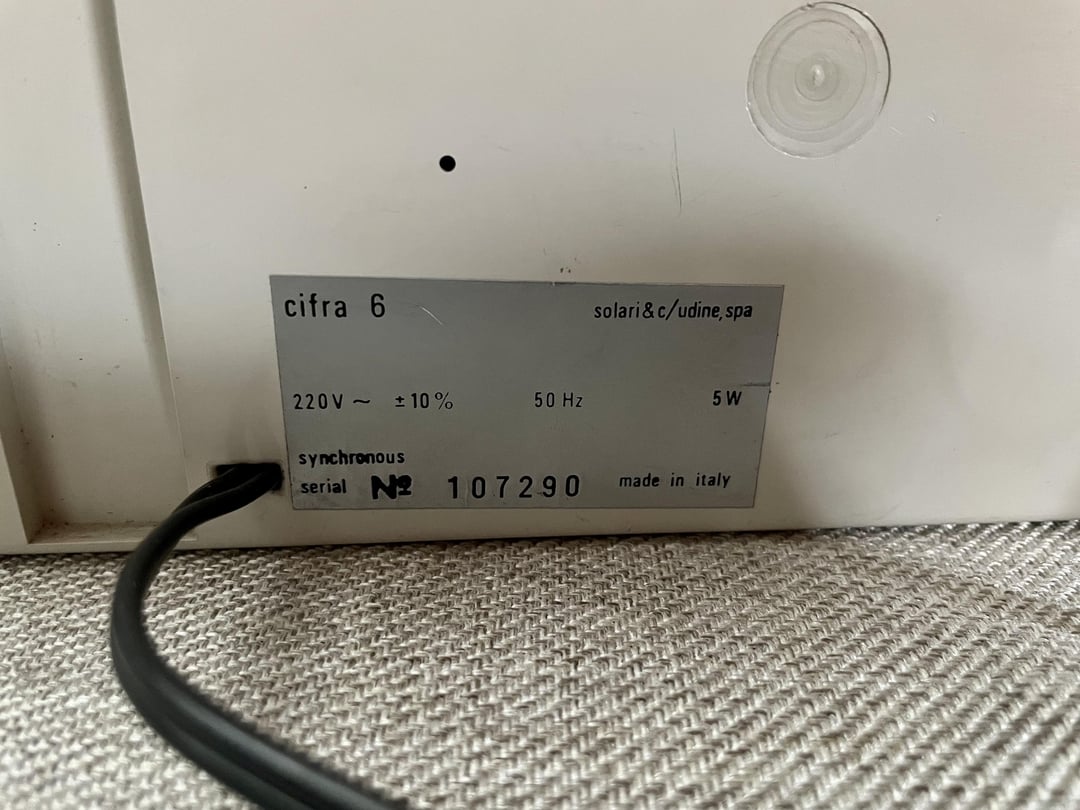 cifra 6 solari&c/udine,spa
220V ~ ±10% 50 Hz 5W
synchronous
serial Nº 107290 made in italy